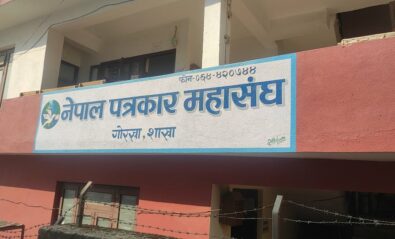 फोन-०६४-४२०७४४
नेपाल पत्रकार महासंघ
गोरखा, शाखा